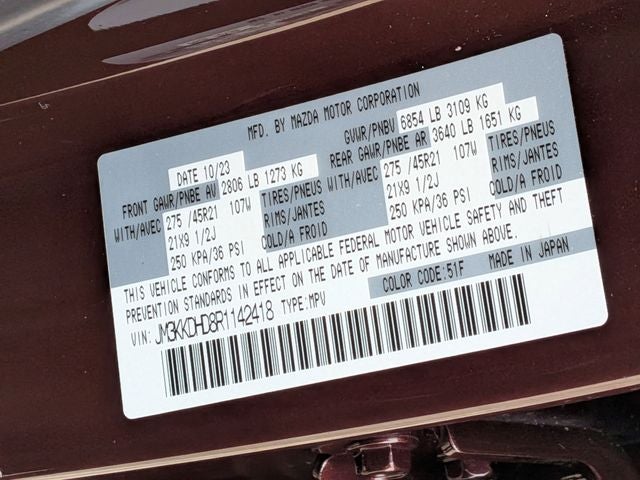 MFD. BY MAZDA MOTOR CORPORATION
DATE 10/23 GVWR/PNBV 6854 LB 3109 KG
FRONT GAWR/PNBE AV 2806 LB 1273 KG REAR GAWR/PNBE AR 3640 LB 1651 KG
WITH/AVEC 275 /45R21 107W TIRES/PNEUS WITH/AVEC 275 /45R21 107W TIRES/PNEUS
21X9 1/2J RIMS/JANTES 21X9 1/2J RIMS/JANTES
250 KPA/36 PSI COLD/A FROID 250 KPA/36 PSI COLD/A FROID
THIS VEHICLE CONFORMS TO ALL APPLICABLE FEDERAL MOTOR VEHICLE SAFETY AND THEFT
PREVENTION STANDARDS IN EFFECT ON THE DATE OF MANUFACTURE SHOWN ABOVE.
VIN: JM3KKDHD8R1142418 TYPE:MPV COLOR CODE:51F MADE IN JAPAN